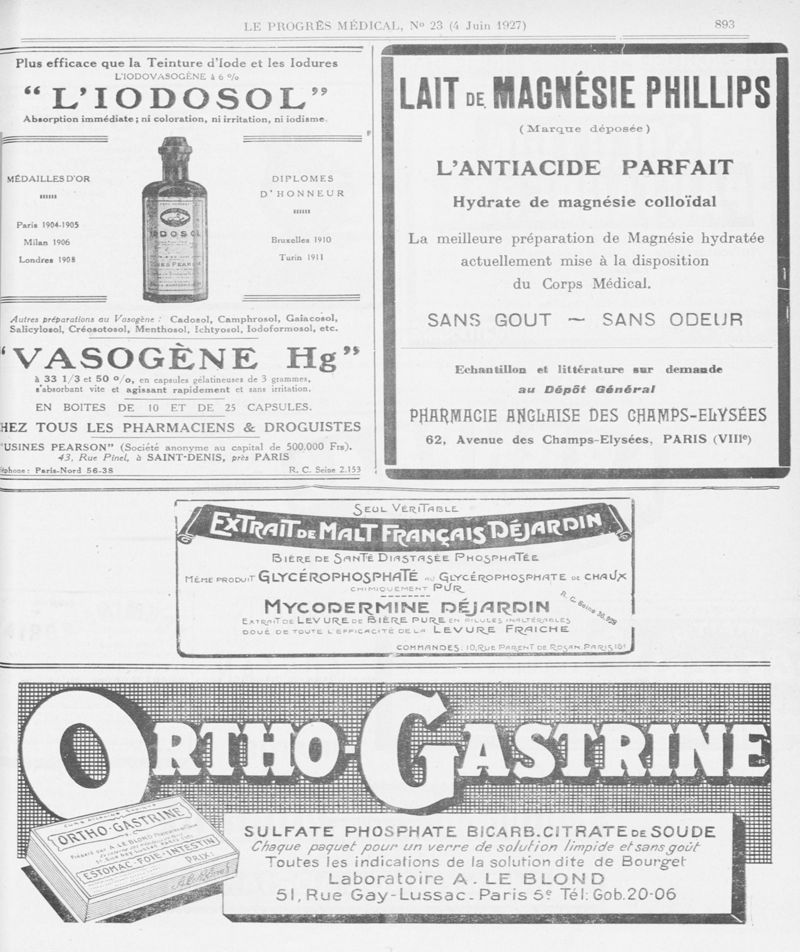 LE PROGRÈS MÉDICAL, Nº 23 (4 Juin 1927)
893
Plus efficace que la Teinture d'Iode et les Iodures
L'IODOVASOGÈNE à 6 %
“L'IODOSOL”
Absorption immédiate; ni coloration, ni irritation, ni iodisme.
MÉDAILLES D'OR
Paris 1904-1905
Milan 1906
Londres 1908
IODOSOL
DIPLOMES
D'HONNEUR
Bruxelles 1910
Turin 1911
Autres préparations au Vasogène : Cadosol, Camphrosol, Gaïacosol,
Salicylosol, Créosotosol, Menthosol, Ichtyosol, Iodoformosol, etc.
“VASOGÈNE Hg”
à 33 1/3 et 50 %, en capsules gélatineuses de 3 grammes,
s'absorbant vite et agissant rapidement et sans irritation.
EN BOITES DE 10 ET DE 25 CAPSULES.
HEZ TOUS LES PHARMACIENS & DROGUISTES
“USINES PEARSON” (Société anonyme au capital de 500.000 Frs).
43, Rue Pinel, à SAINT-DENIS, près PARIS
éphone : Paris-Nord 56-38
R. C. Seine 2.153
LAIT DE MAGNÉSIE PHILLIPS
(Marque déposée)
L'ANTIACIDE PARFAIT
Hydrate de magnésie colloïdal
La meilleure préparation de Magnésie hydratée
actuellement mise à la disposition
du Corps Médical.
SANS GOUT — SANS ODEUR
Echantillon et littérature sur demande
au Dépôt Général
PHARMACIE ANGLAISE DES CHAMPS-ELYSÉES
62, Avenue des Champs-Elysées, PARIS (VIIIe)
SEUL VÉRITABLE
EXTRAIT DE MALT FRANÇAIS DÉJARDIN
BIÈRE DE SANTÉ DIASTASÉE PHOSPHATÉE
MÊME PRODUIT GLYCÉROPHOSPHATÉ AU GLYCÉROPHOSPHATE DE CHAUX
CHIMIQUEMENT PUR
MYCODERMINE DÉJARDIN
R. C. Seine 38.929
EXTRAIT DE LEVURE DE BIÈRE PURE EN PILULES INALTÉRABLES
DOUÉ DE TOUTE L'EFFICACITÉ DE LA LEVURE FRAICHE
COMMANDES: 10, RUE PARENT DE ROSAN, PARIS 16e
ORTHO-GASTRINE
ORTHO-GASTRINE
Préparé par A. LE BLOND
ESTOMAC-FOIE-INTESTIN
PRIX:
SULFATE PHOSPHATE BICARB. CITRATE DE SOUDE
Chaque paquet pour un verre de solution limpide et sans goût
Toutes les indications de la solution dite de Bourget
Laboratoire A. LE BLOND
51, Rue Gay-Lussac - Paris 5e Tél: Gob. 20-06